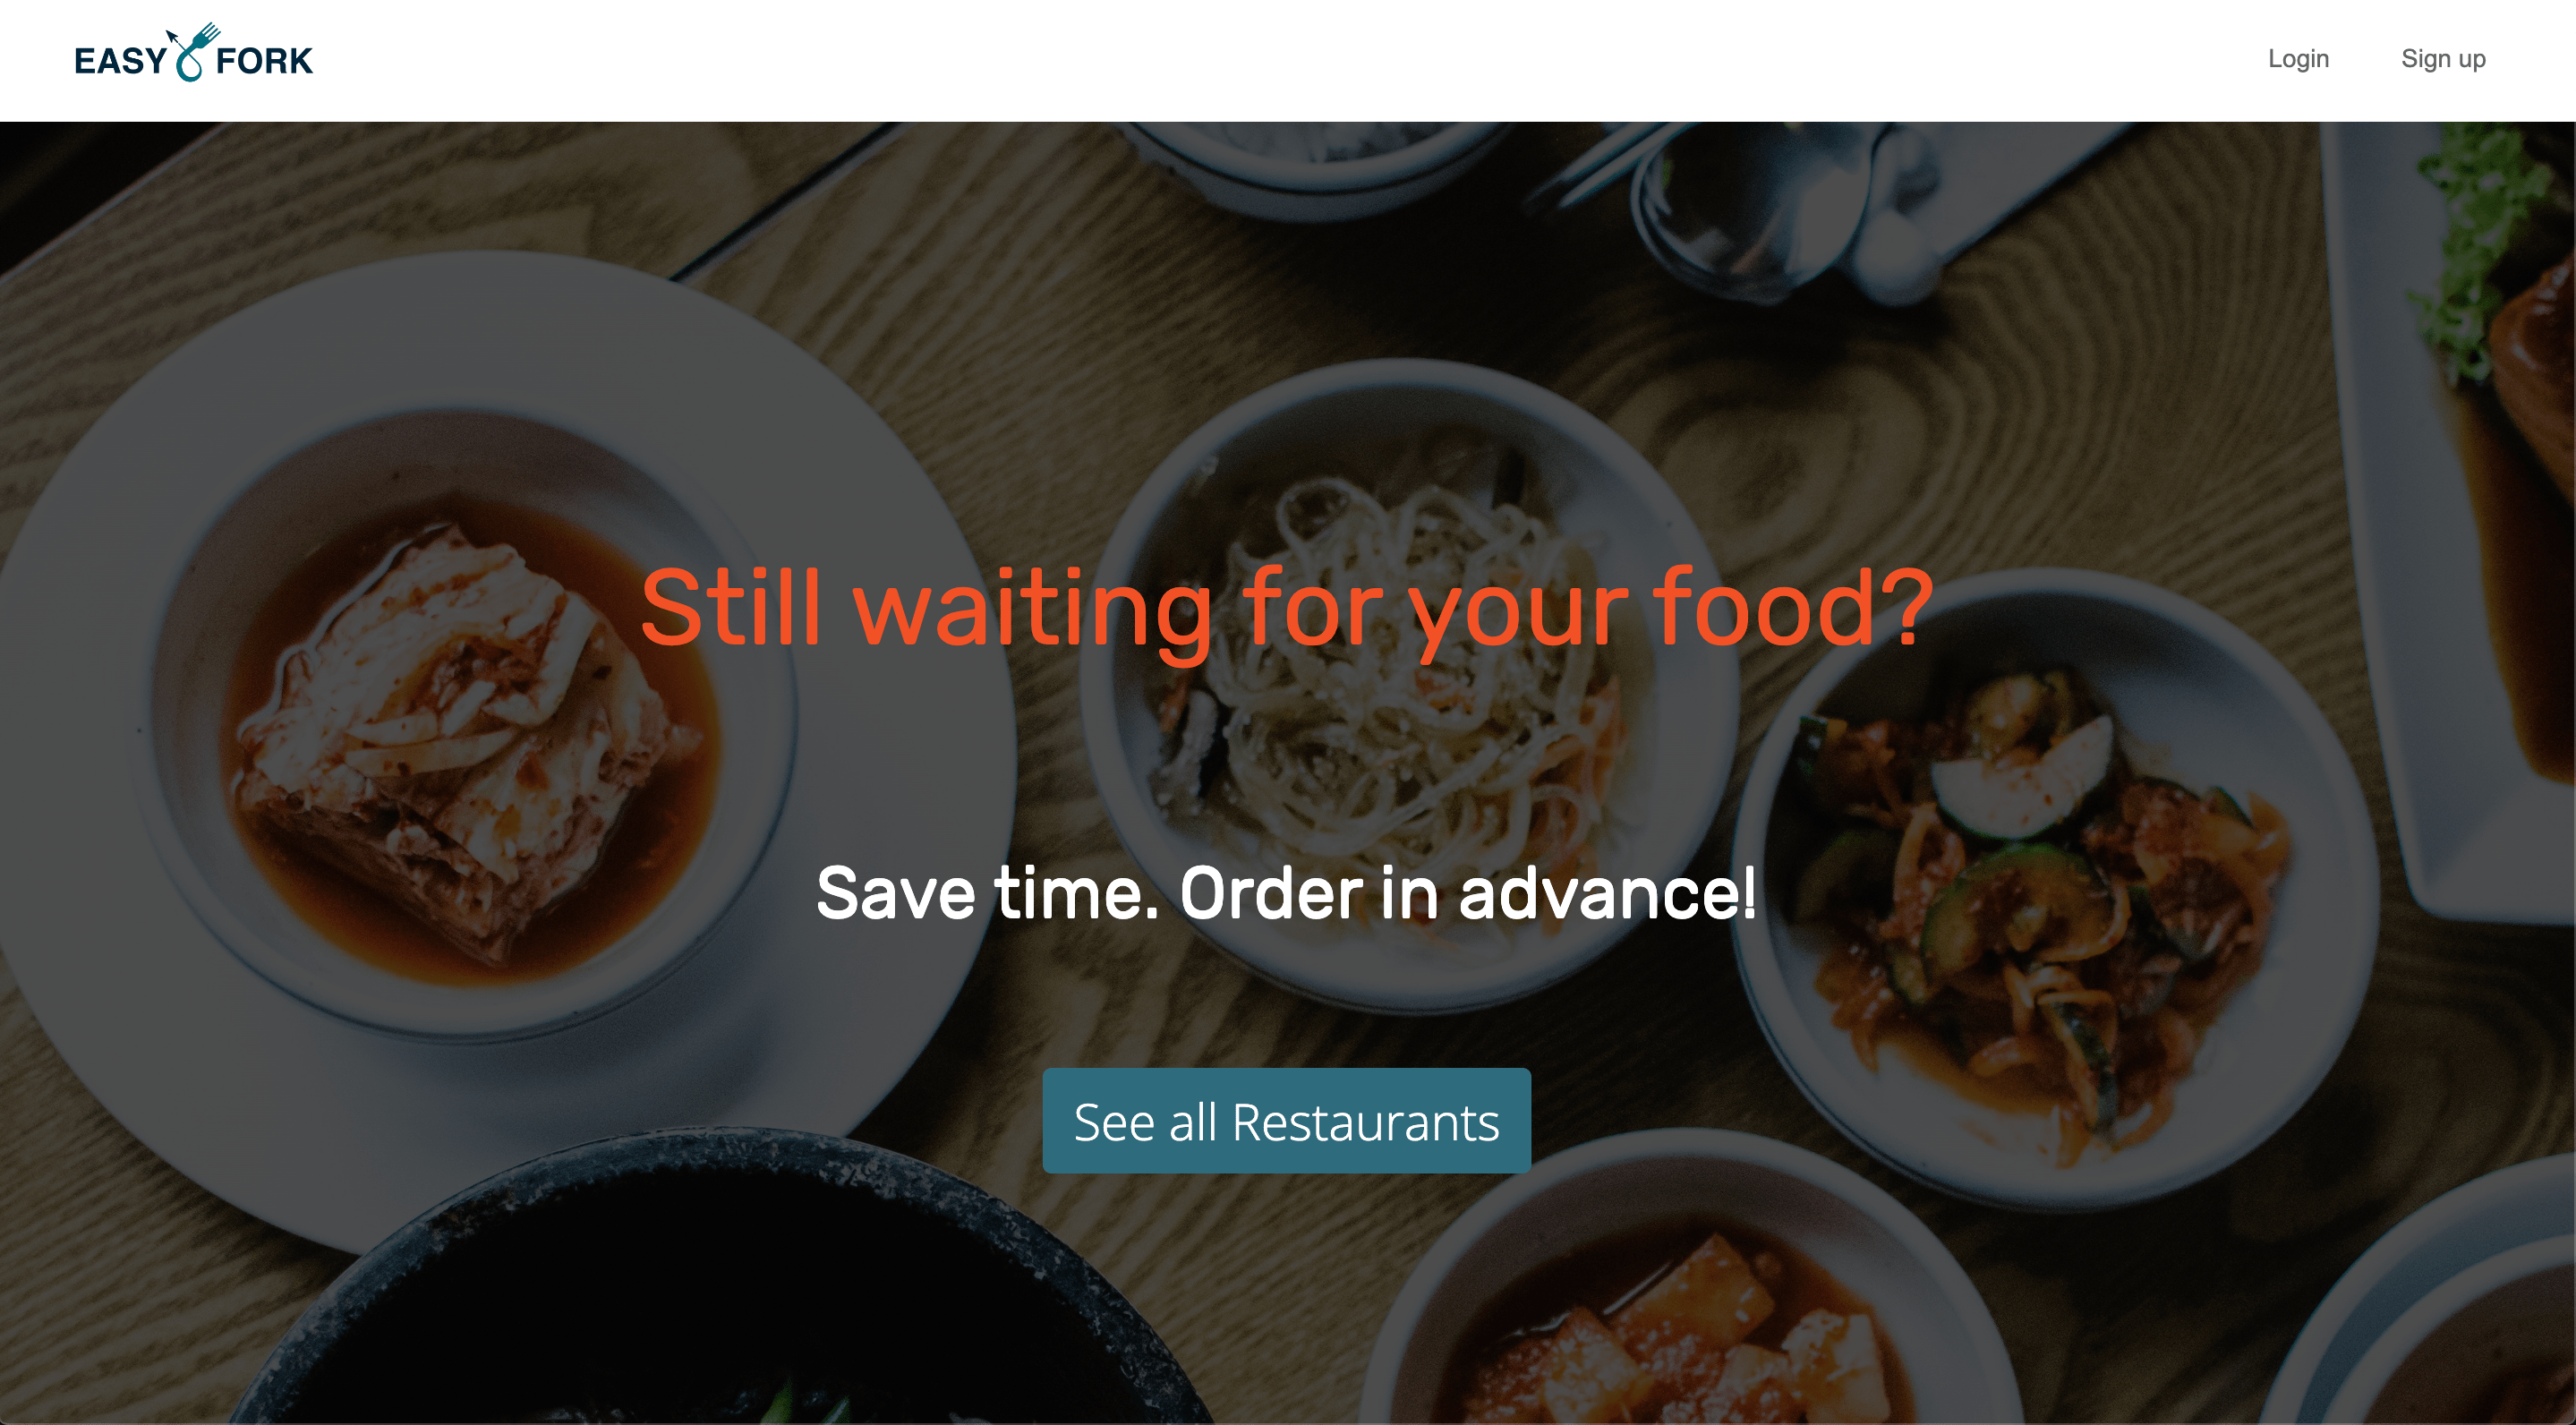 EASY FORK
Login
Sign up
Still waiting for your food?
Save time. Order in advance!
See all Restaurants